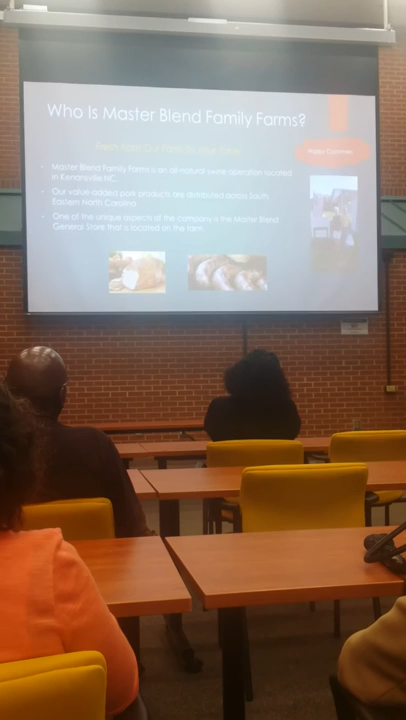 Who Is Master Blend Family Farms?
Fresh From Our Farm To Your Fork
Happy Customers
Master Blend Family Farms is an all-natural swine operation located
in Kenansville NC.
Our value added pork products are distributed across South
Eastern North Carolina
One of the unique aspects of the company is the Master Blend
General Store that is located on the farm